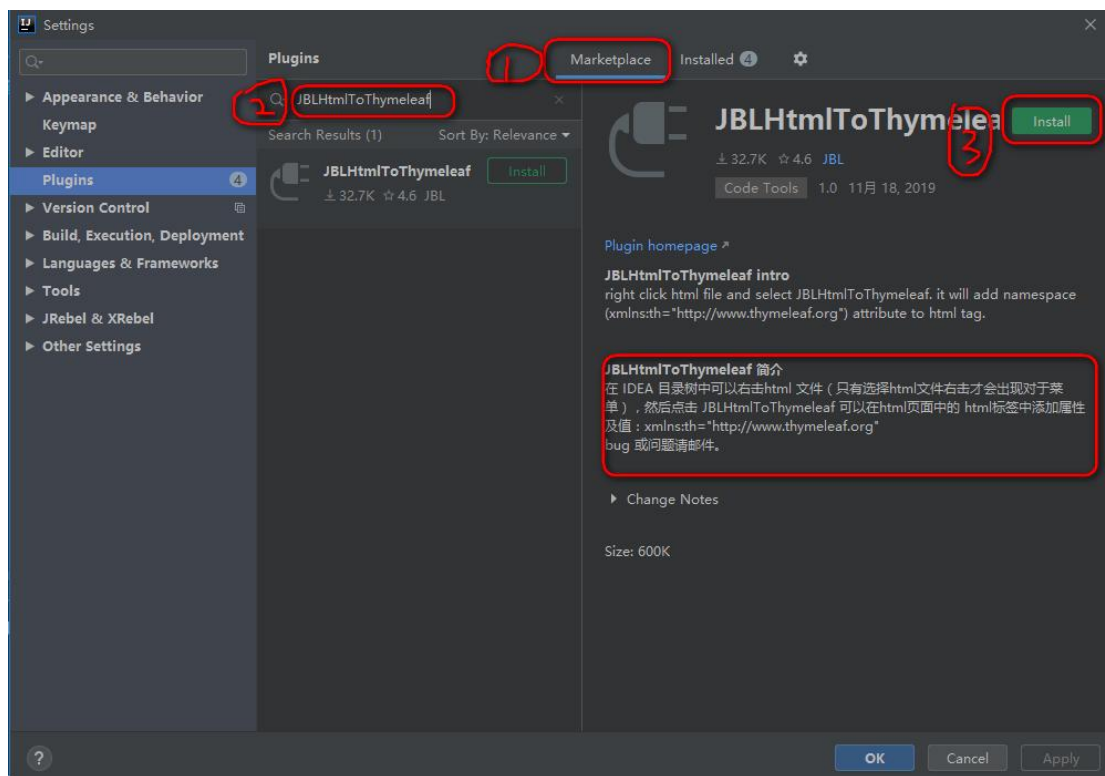 Settings
Plugins
1
Marketplace
Installed 4
Appearance & Behavior
Keymap
Editor
Plugins 4
Version Control
Build, Execution, Deployment
Languages & Frameworks
Tools
JRebel & XRebel
Other Settings
2
JBLHtmlToThymeleaf
Search Results (1) Sort By: Relevance
JBLHtmlToThymeleaf Install
32.7K 4.6 JBL
JBLHtmlToThymelea Install
3
32.7K 4.6 JBL
Code Tools 1.0 11月 18, 2019
Plugin homepage
JBLHtmlToThymeleaf intro
right click html file and select JBLHtmlToThymeleaf. it will add namespace
(xmlns:th="http://www.thymeleaf.org") attribute to html tag.
JBLHtmlToThymeleaf 简介
在 IDEA 目录树中可以右击html 文件（只有选择html文件右击才会出现对于菜
单），然后点击 JBLHtmlToThymeleaf 可以在html页面中的 html标签中添加属性
及值：xmlns:th="http://www.thymeleaf.org"
bug 或问题请邮件。
Change Notes
Size: 600K
?
OK
Cancel
Apply